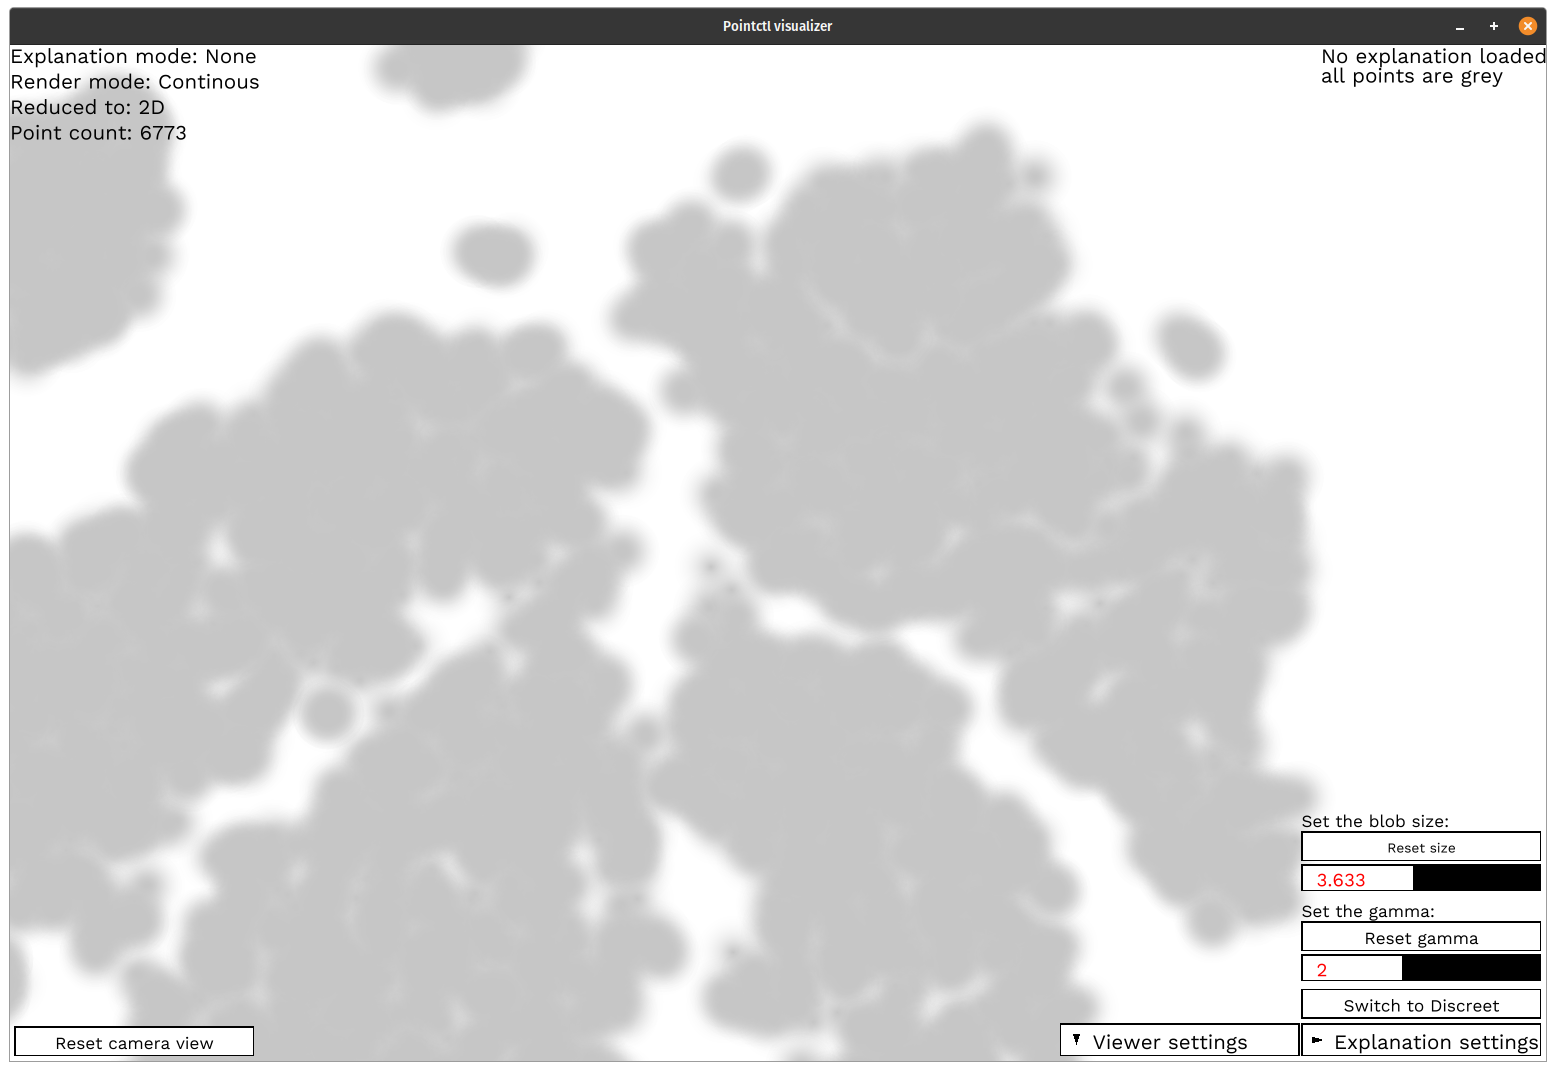 Pointctl visualizer
Explanation mode: None
Render mode: Continous
Reduced to: 2D
Point count: 6773
No explanation loaded
all points are grey
Set the blob size:
Reset size
3.633
Set the gamma:
Reset gamma
2
Switch to Discreet
Reset camera view
Viewer settings
Explanation settings